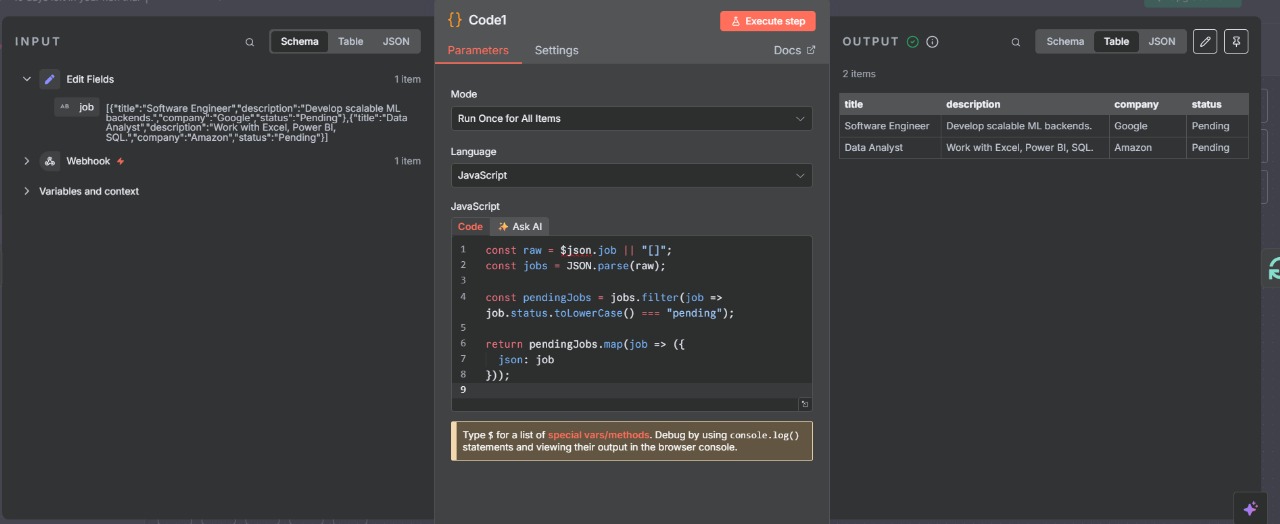 INPUT
Schema
Table
JSON
Edit Fields
1 item
AB job
[{"title":"Software Engineer","description":"Develop scalable ML
backends.","company":"Google","status":"Pending"},{"title":"Data
Analyst","description":"Work with Excel, Power BI,
SQL.","company":"Amazon","status":"Pending"}]
Webhook
1 item
Variables and context
{} Code1
Execute step
Parameters
Settings
Docs
Mode
Run Once for All Items
Language
JavaScript
JavaScript
Code
Ask AI
1 const raw = $json.job || "[]";
2 const jobs = JSON.parse(raw);
3
4 const pendingJobs = jobs.filter(job =>
job.status.toLowerCase() === "pending");
5
6 return pendingJobs.map(job => ({
7 json: job
8 }));
9
Type $ for a list of special vars/methods. Debug by using console.log()
statements and viewing their output in the browser console.
OUTPUT
Schema
Table
JSON
2 items
title description company status
Software Engineer Develop scalable ML backends. Google Pending
Data Analyst Work with Excel, Power BI, SQL. Amazon Pending